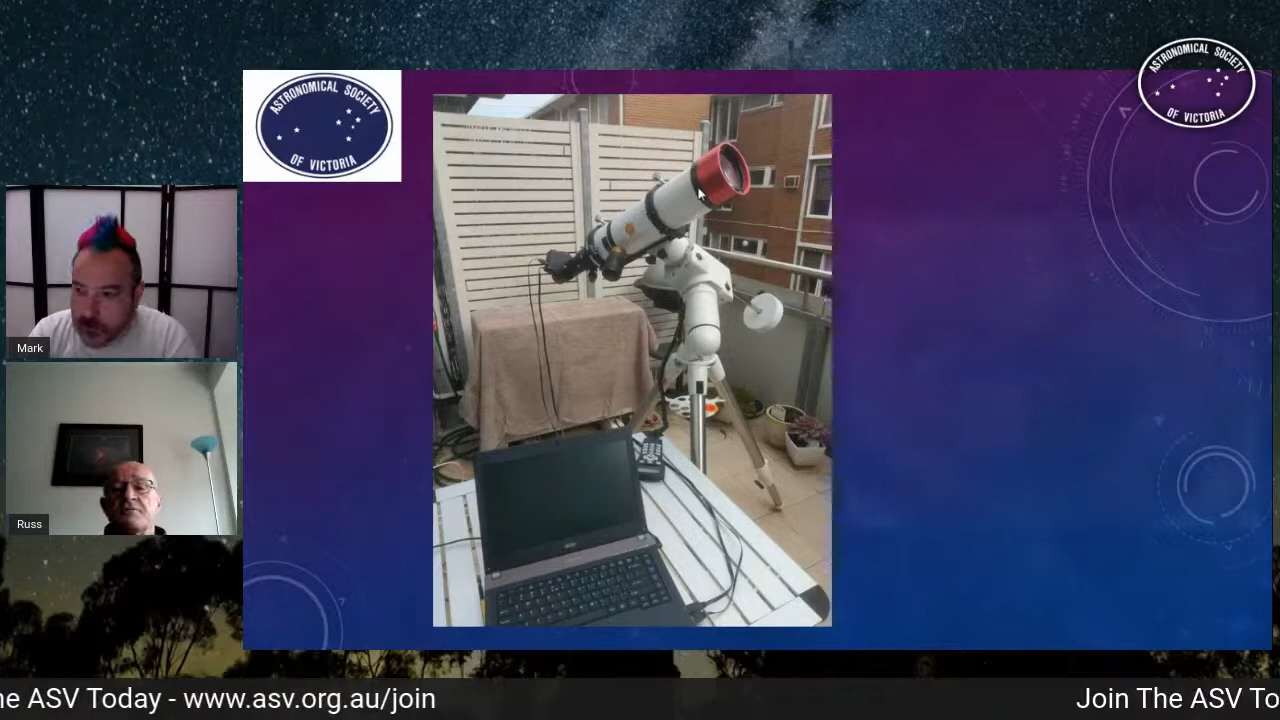 ASTRONOMICAL SOCIETY
OF VICTORIA
ASTRONOMICAL SOCIETY
OF VICTORIA
Mark
Russ
he ASV Today - www.asv.org.au/join
Join The ASV To